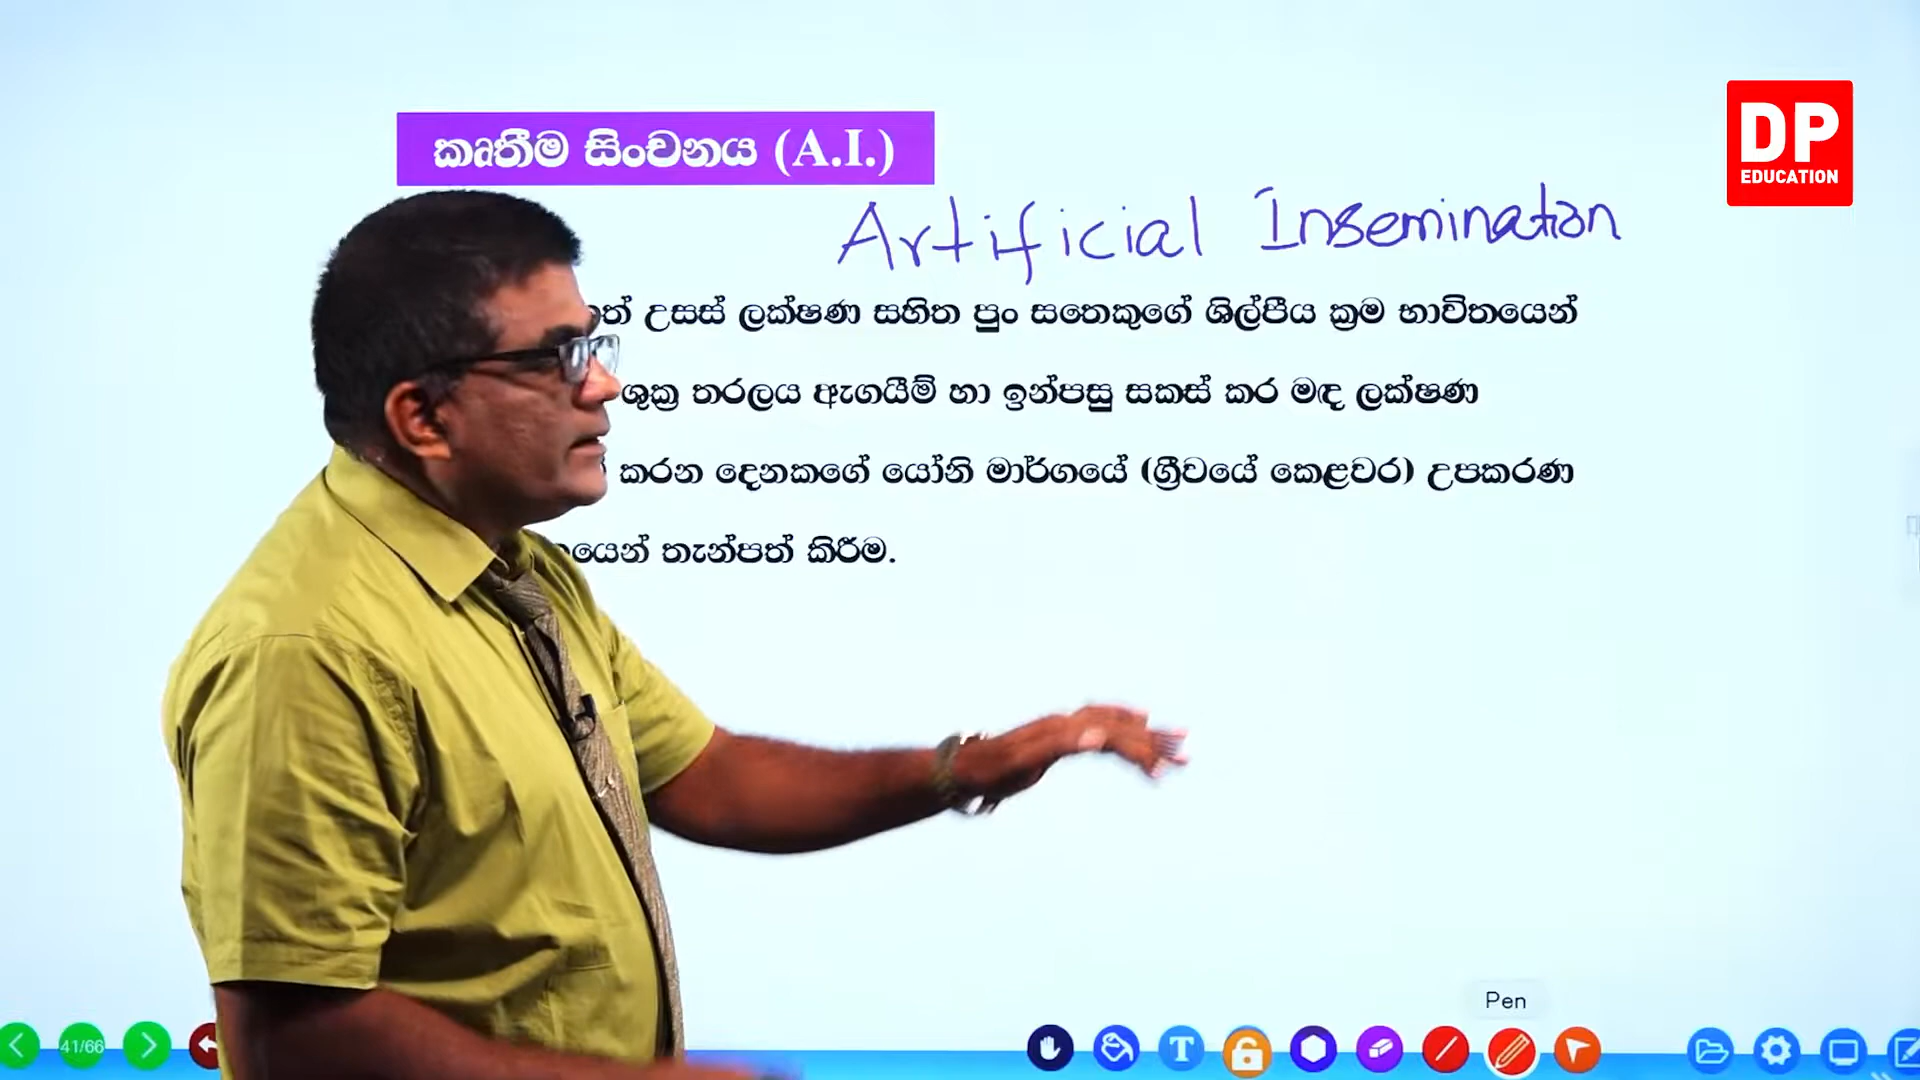 කෘතීම සිංචනය (A.I.)
DP
EDUCATION
Artificial Insemination
උසස් ලක්ෂණ සහිත පුං සතෙකුගේ ශිල්පීය ක්‍රම භාවිතයෙන්
ශුක්‍ර තරලය ඇගයීම් හා ඉන්පසු සකස් කර මඳ ලක්ෂණ
කරන දෙනකගේ යෝනි මාර්ගයේ (ග්‍රීවයේ කෙළවර) උපකරණ
තැන්පත් කිරීම.
Pen
41/66
T